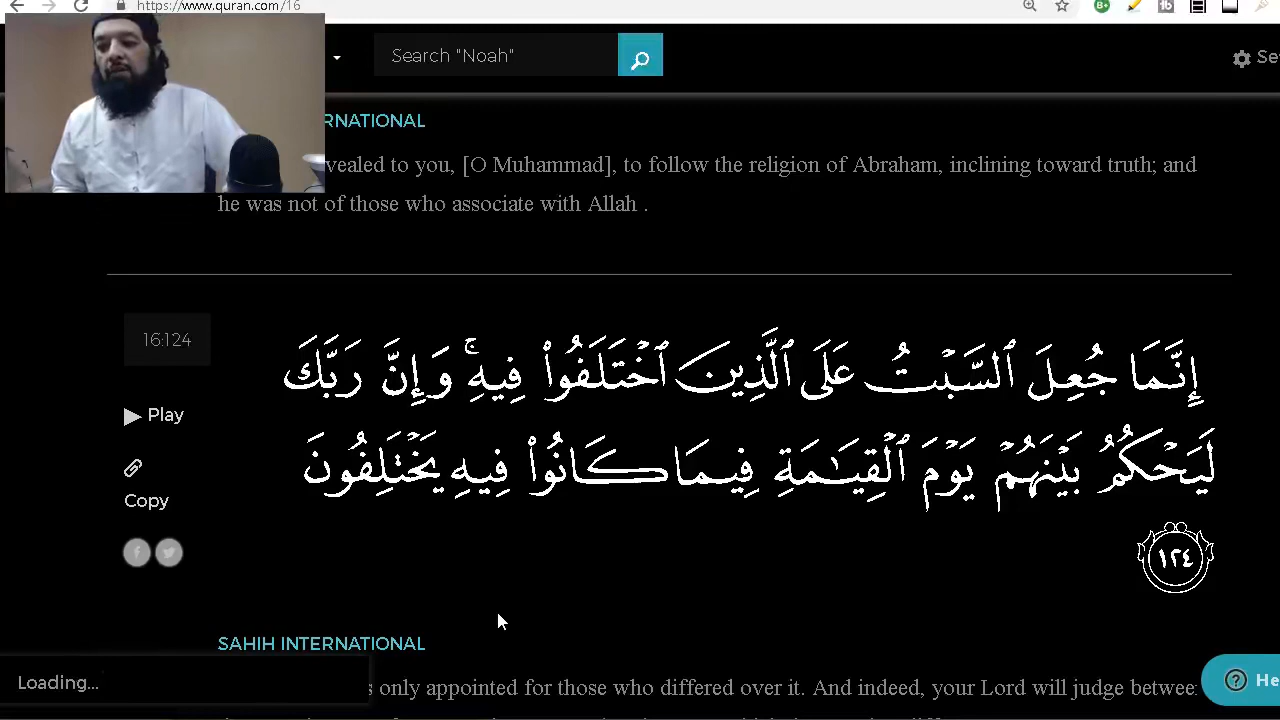 https://www.quran.com/16
Search "Noah"
RNATIONAL
to you, [O Muhammad], to follow the religion of Abraham, inclining toward truth; and
he was not of those who associate with Allah .
16:124
إِنَّمَا جُعِلَ ٱلسَّبْتُ عَلَى ٱلَّذِينَ ٱخْتَلَفُوا۟ فِيهِ ۚ وَإِنَّ رَبَّكَ
Play
لَيَحْكُمُ بَيْنَهُمْ يَوْمَ ٱلْقِيَـٰمَةِ فِيمَا كَانُوا۟ فِيهِ يَخْتَلِفُونَ
Copy
١٢٤
SAHIH INTERNATIONAL
Loading...
only appointed for those who differed over it. And indeed, your Lord will judge